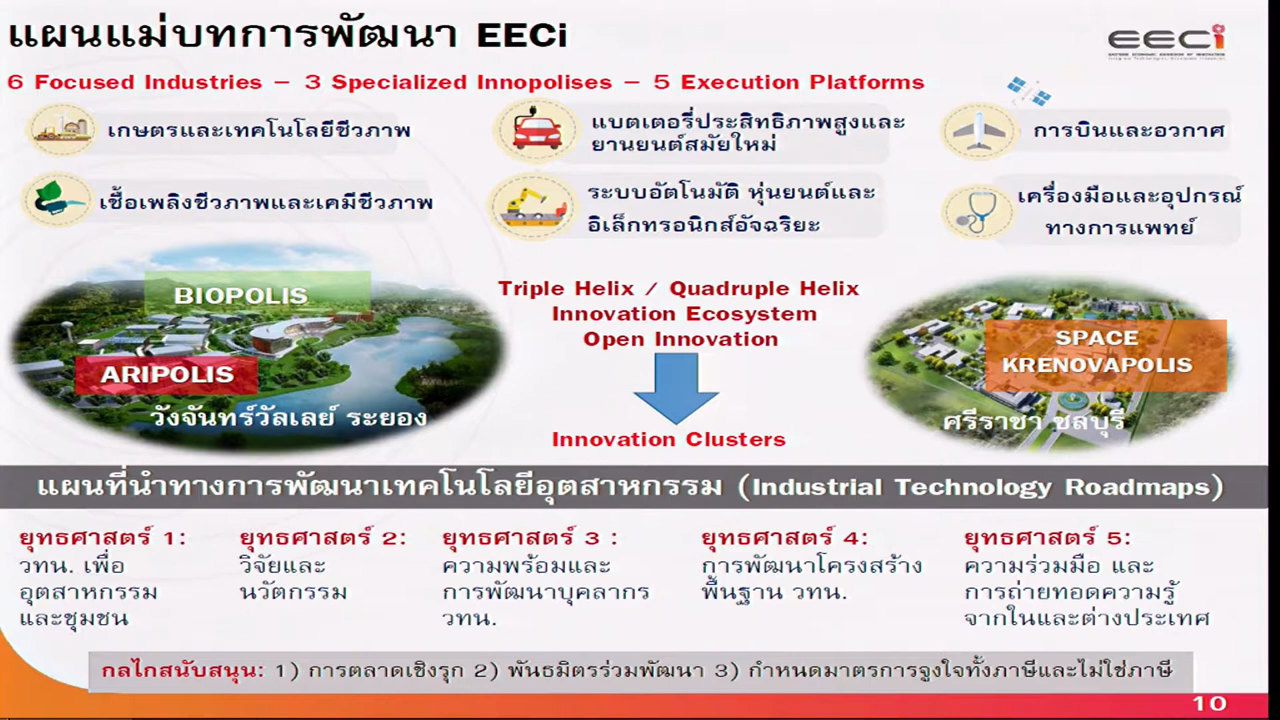 แผนแม่บทการพัฒนา EECi
eeci
6 Focused Industries – 3 Specialized Innopolises – 5 Execution Platforms
เกษตรและเทคโนโลยีชีวภาพ
แบตเตอรี่ประสิทธิภาพสูงและ
ยานยนต์สมัยใหม่
การบินและอวกาศ
เชื้อเพลิงชีวภาพและเคมีชีวภาพ
ระบบอัตโนมัติ หุ่นยนต์และ
อิเล็กทรอนิกส์อัจฉริยะ
เครื่องมือและอุปกรณ์
ทางการแพทย์
BIOPOLIS
ARIPOLIS
วังจันทร์วัลเลย์ ระยอง
Triple Helix / Quadruple Helix
Innovation Ecosystem
Open Innovation
Innovation Clusters
SPACE
KRENOVAPOLIS
ศรีราชา ชลบุรี
แผนที่นำทางการพัฒนาเทคโนโลยีอุตสาหกรรม (Industrial Technology Roadmaps)
ยุทธศาสตร์ 1:
วทน. เพื่อ
อุตสาหกรรม
และชุมชน
ยุทธศาสตร์ 2:
วิจัยและ
นวัตกรรม
ยุทธศาสตร์ 3 :
ความพร้อมและ
การพัฒนาบุคลากร
วทน.
ยุทธศาสตร์ 4:
การพัฒนาโครงสร้าง
พื้นฐาน วทน.
ยุทธศาสตร์ 5:
ความร่วมมือ และ
การถ่ายทอดความรู้
จากในและต่างประเทศ
กลไกสนับสนุน: 1) การตลาดเชิงรุก 2) พันธมิตรร่วมพัฒนา 3) กำหนดมาตรการจูงใจทั้งภาษีและไม่ใช่ภาษี
10